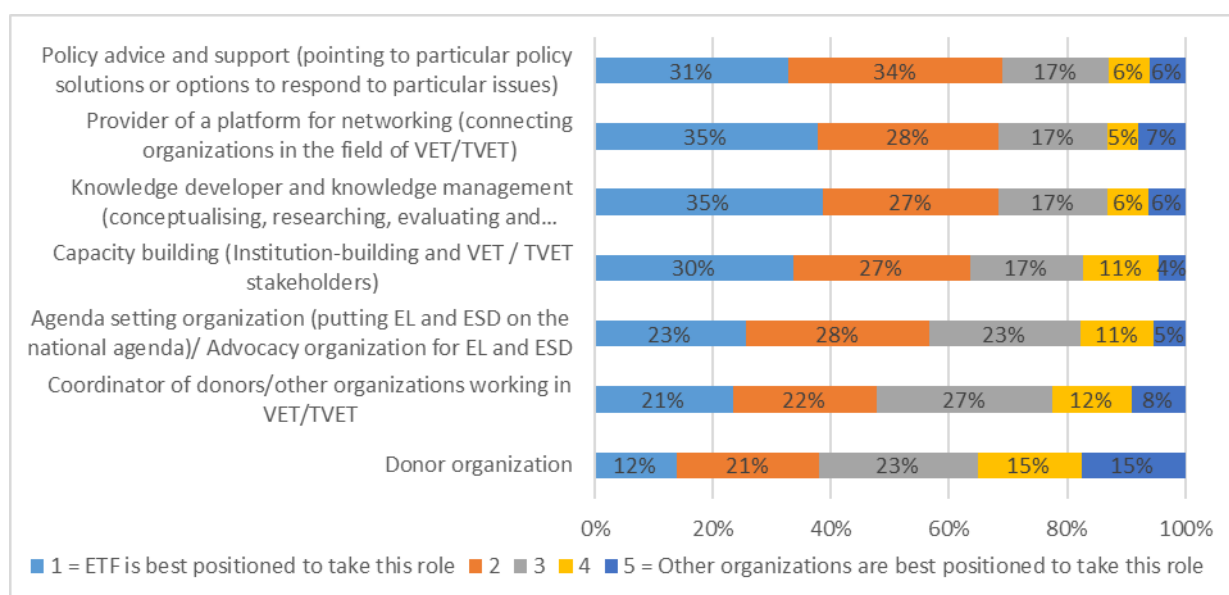 Policy advice and support (pointing to particular policy
solutions or options to respond to particular issues)
31% 34% 17% 6% 6%
Provider of a platform for networking (connecting
organizations in the field of VET/TVET)
35% 28% 17% 5% 7%
Knowledge developer and knowledge management
(conceptualising, researching, evaluating and...
35% 27% 17% 6% 6%
Capacity building (Institution-building and VET / TVET
stakeholders)
30% 27% 17% 11% 4%
Agenda setting organization (putting EL and ESD on the
national agenda)/ Advocacy organization for EL and ESD
23% 28% 23% 11% 5%
Coordinator of donors/other organizations working in
VET/TVET
21% 22% 27% 12% 8%
Donor organization
12% 21% 23% 15% 15%
0% 20% 40% 60% 80% 100%
1 = ETF is best positioned to take this role 2 3 4 5 = Other organizations are best positioned to take this role